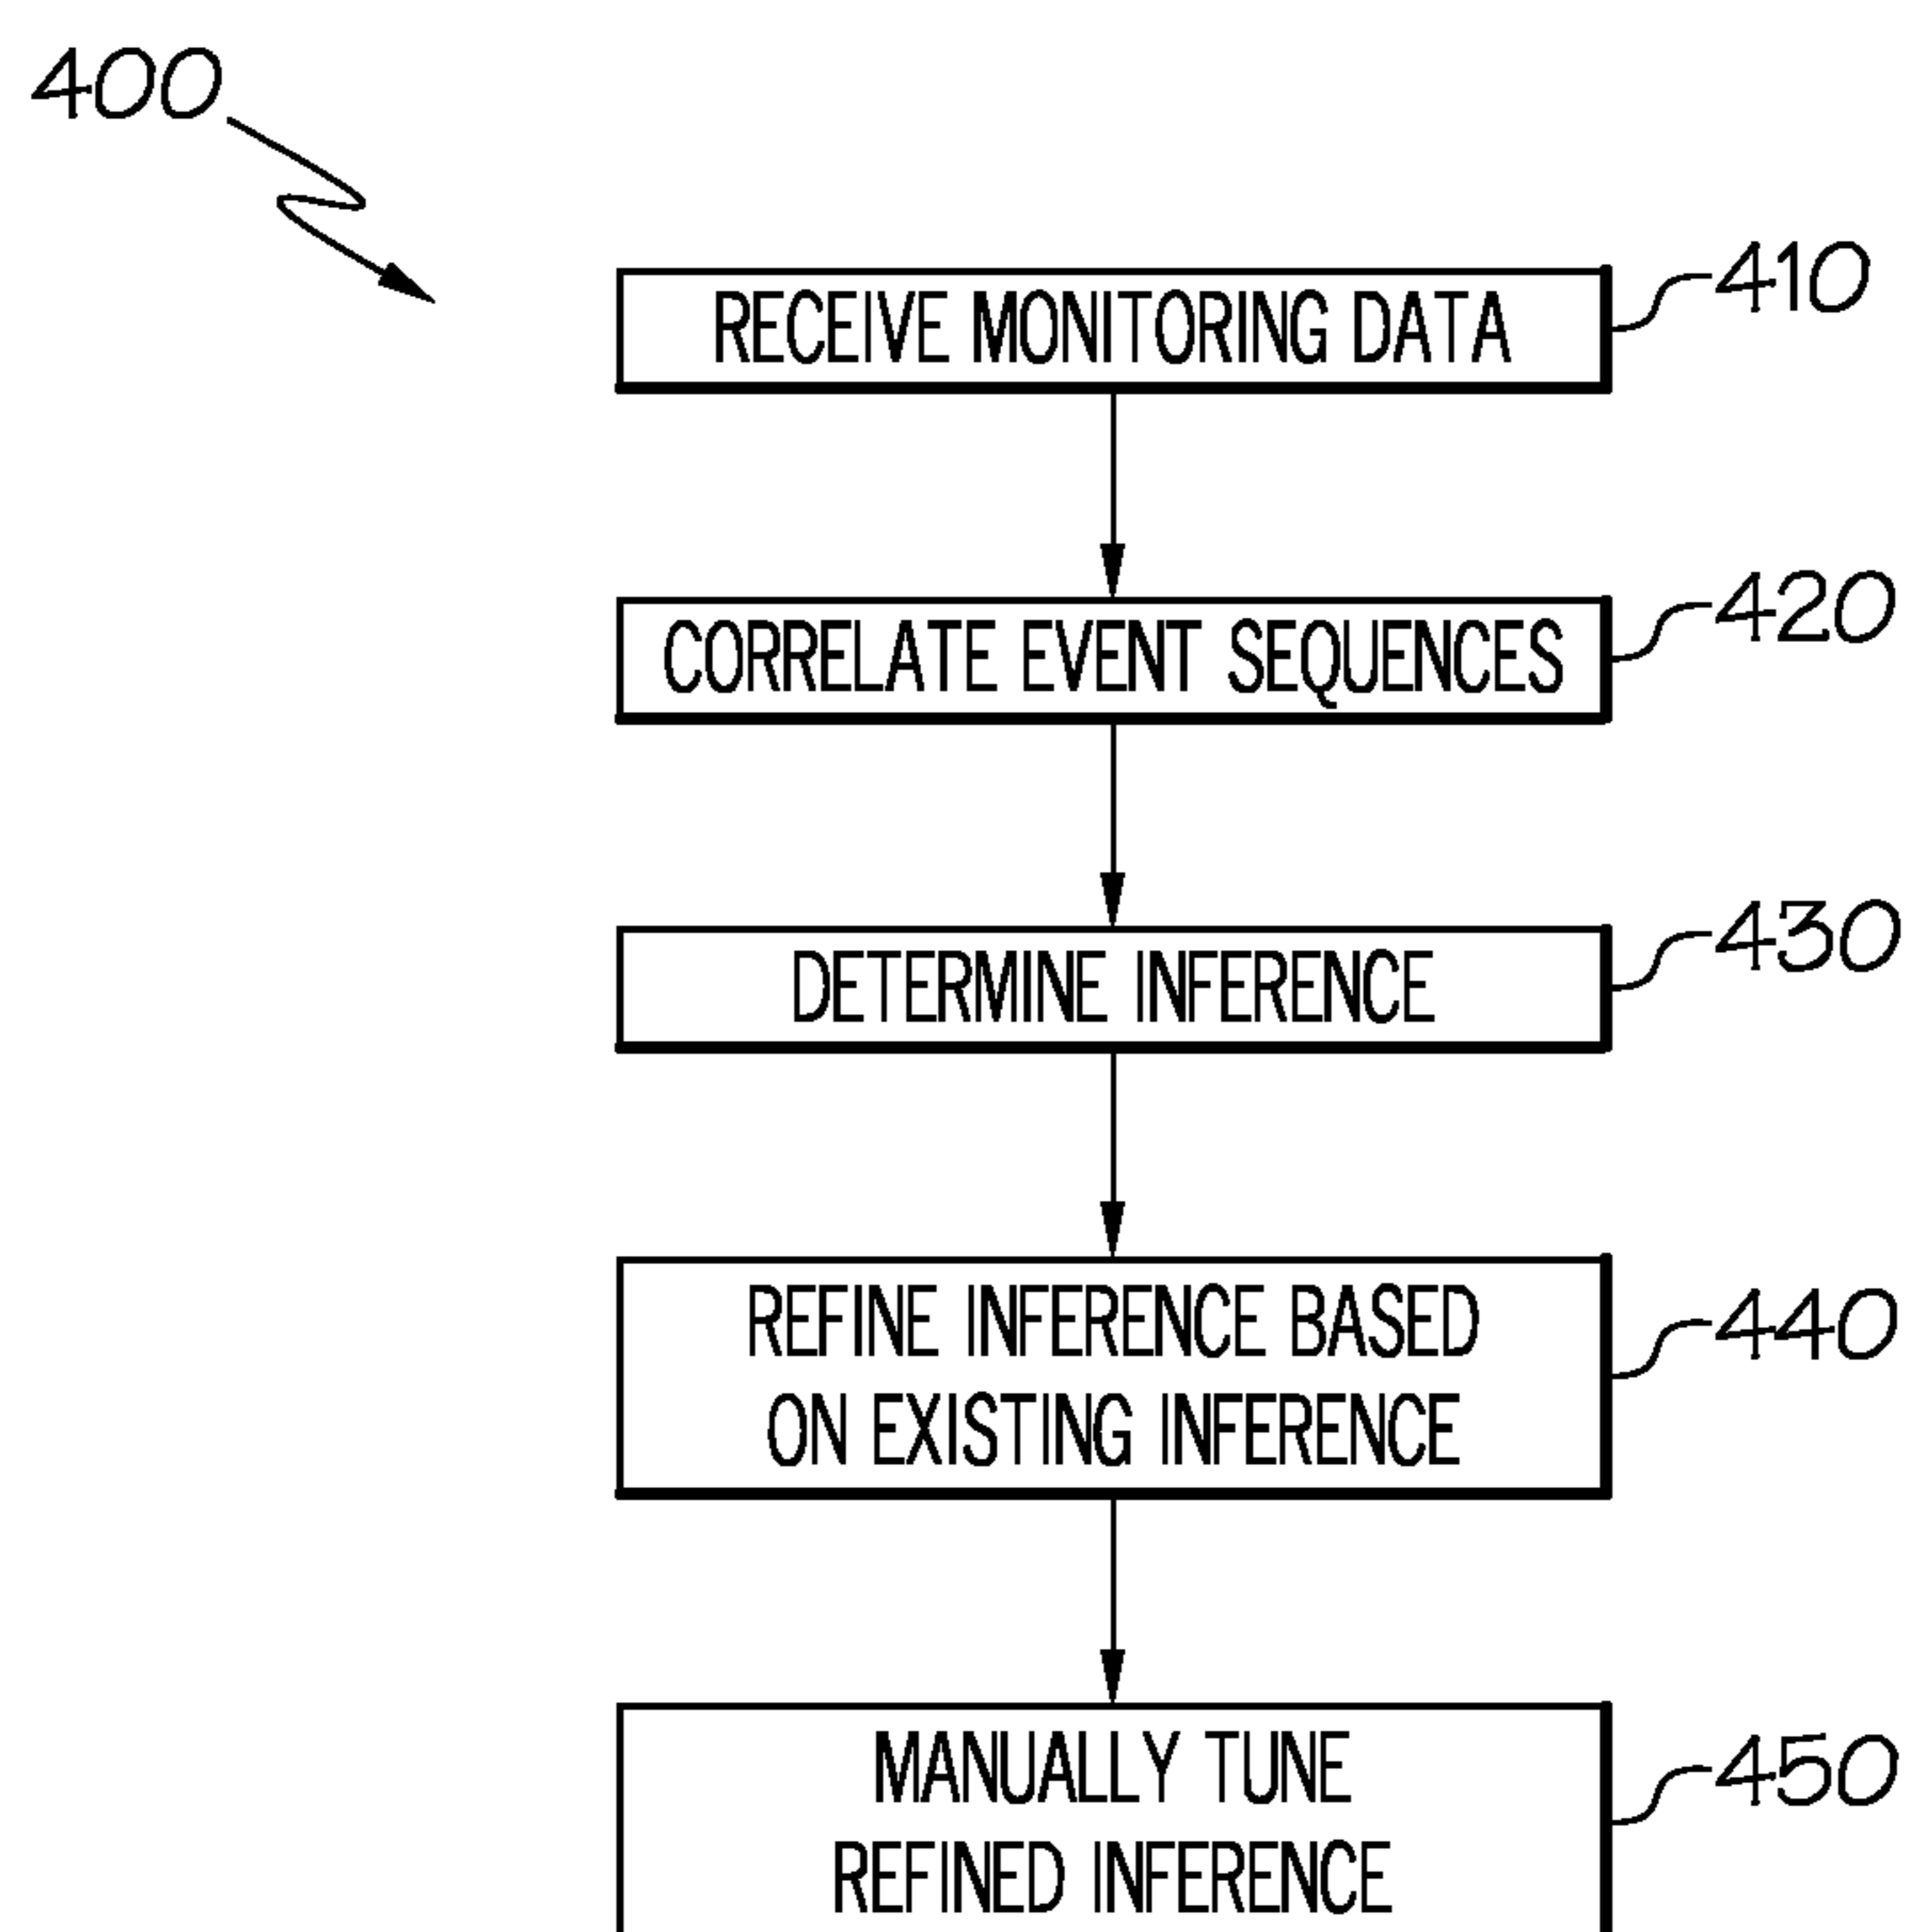 400
RECEIVE MONITORING DATA
410
CORRELATE EVENT SEQUENCES
420
DETERMINE INFERENCE
430
REFINE INFERENCE BASED
ON EXISTING INFERENCE
440
MANUALLY TUNE
REFINED INFERENCE
450